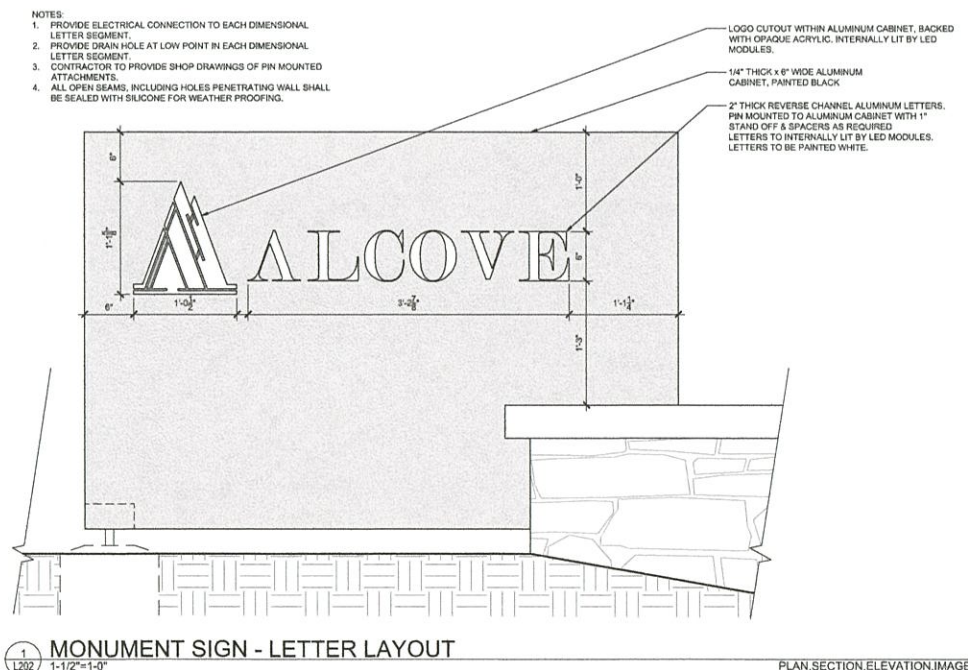 NOTES:
1. PROVIDE ELECTRICAL CONNECTION TO EACH DIMENSIONAL
LETTER SEGMENT.
2. PROVIDE DRAIN HOLE AT LOW POINT IN EACH DIMENSIONAL
LETTER SEGMENT.
3. CONTRACTOR TO PROVIDE SHOP DRAWINGS OF PIN MOUNTED
ATTACHMENTS.
4. ALL OPEN SEAMS, INCLUDING HOLES PENETRATING WALL SHALL
BE SEALED WITH SILICONE FOR WEATHER PROOFING.
LOGO CUTOUT WITHIN ALUMINUM CABINET, BACKED
WITH OPAQUE ACRYLIC. INTERNALLY LIT BY LED
MODULES.
1/4" THICK x 6" WIDE ALUMINUM
CABINET, PAINTED BLACK
2" THICK REVERSE CHANNEL ALUMINUM LETTERS.
PIN MOUNTED TO ALUMINUM CABINET WITH 1"
STAND OFF & SPACERS AS REQUIRED
LETTERS TO INTERNALLY LIT BY LED MODULES.
LETTERS TO BE PAINTED WHITE.
6"
1'-0"
ALCOVE
6"
6"
1'-0½"
3'-2⅞"
1'-1¼"
1'-3"
1
L202
MONUMENT SIGN - LETTER LAYOUT
1-1/2"=1-0"
PLAN.SECTION.ELEVATION.IMAGE